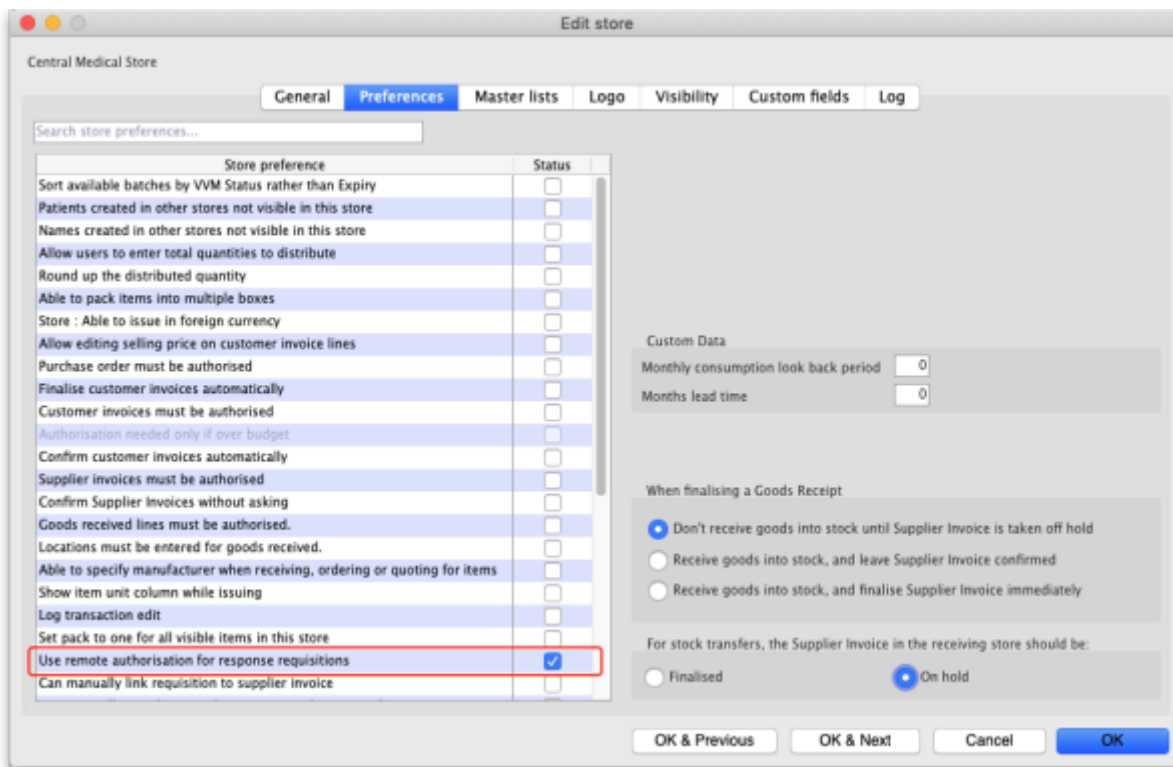 Edit store
Central Medical Store
General Preferences Master lists Logo Visibility Custom fields Log
Search store preferences...
Store preference Status
Sort available batches by VVM Status rather than Expiry
Patients created in other stores not visible in this store
Names created in other stores not visible in this store
Allow users to enter total quantities to distribute
Round up the distributed quantity
Able to pack items into multiple boxes
Store : Able to issue in foreign currency
Allow editing selling price on customer invoice lines
Purchase order must be authorised
Finalise customer invoices automatically
Customer invoices must be authorised
Authorisation needed only if over budget
Confirm customer invoices automatically
Supplier invoices must be authorised
Confirm Supplier Invoices without asking
Goods received lines must be authorised.
Locations must be entered for goods received.
Able to specify manufacturer when receiving, ordering or quoting for items
Show item unit column while issuing
Log transaction edit
Set pack to one for all visible items in this store
Use remote authorisation for response requisitions
Can manually link requisition to supplier invoice
Custom Data
Monthly consumption look back period 0
Months lead time 0
When finalising a Goods Receipt
Don't receive goods into stock until Supplier Invoice is taken off hold
Receive goods into stock, and leave Supplier Invoice confirmed
Receive goods into stock, and finalise Supplier Invoice immediately
For stock transfers, the Supplier Invoice in the receiving store should be:
Finalised On hold
OK & Previous OK & Next Cancel OK